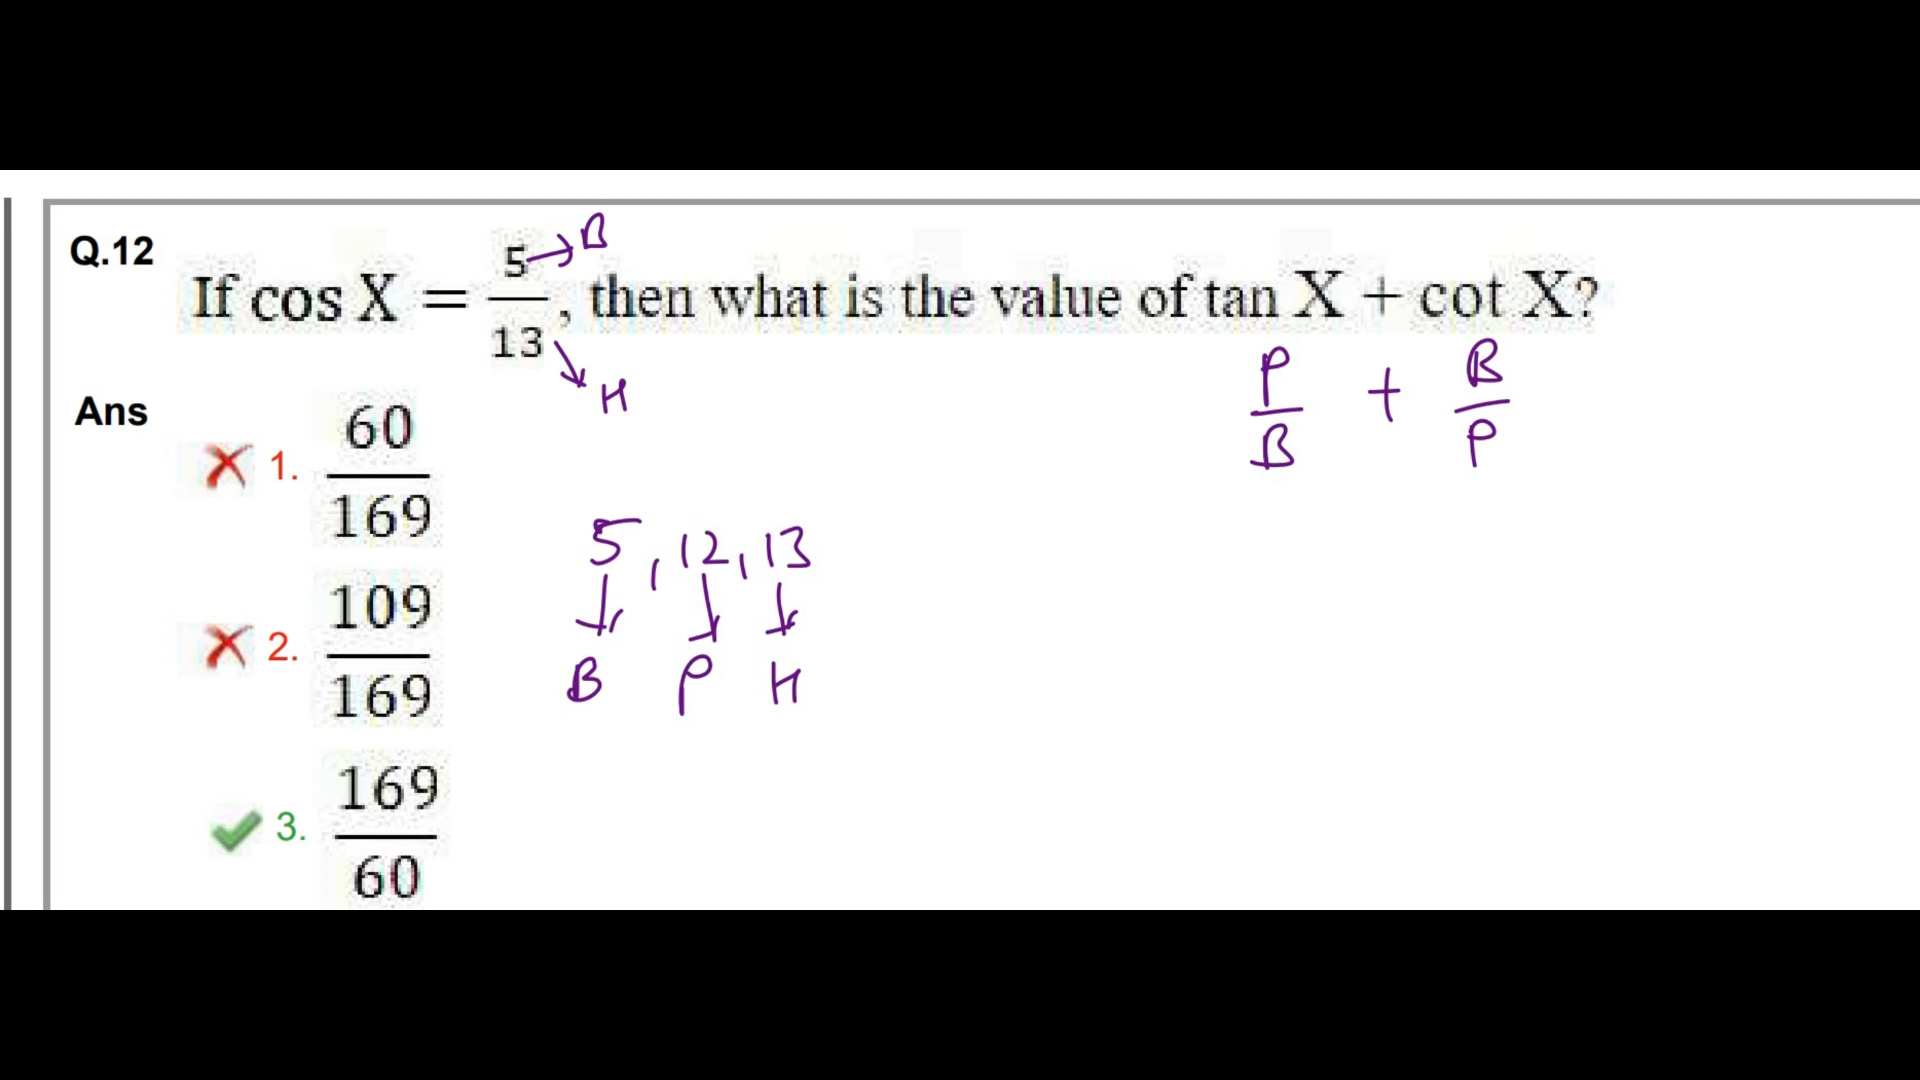 Q.12
If cos X = 5/13, then what is the value of tan X + cot X?
→B
H
P/B + B/P
Ans
1. 60/169
2. 109/169
5, 12, 13
B P H
3. 169/60